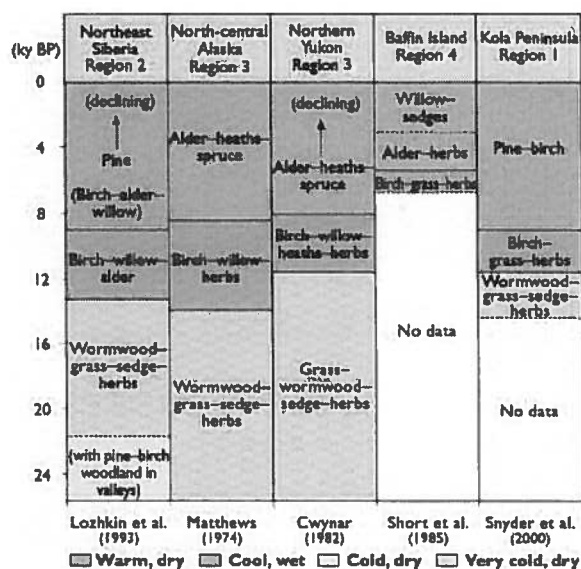 (ky BP)
Northeast
Siberia
Region 2
North-central
Alaska
Region 3
Northern
Yukon
Region 3
Baffin Island
Region 4
Kola Peninsula
Region 1
0
4
8
12
16
20
24
(declining)
Pine
(Birch–alder–
willow)
Birch–willow–
alder
Wormwood–
grass–sedge–
herbs
(with pine–birch
woodland in
valleys)
Alder–heaths–
spruce
Birch–willow–
herbs
Wormwood–
grass–sedge–
herbs
(declining)
Alder–heaths–
spruce
Birch–willow–
heaths–herbs
Grass–
wormwood–
sedge–herbs
Willow–
sedges
Alder–herbs
Birch–grass–herbs
No data
Pine–birch
Birch–
grass–herbs
Wormwood–
grass–sedge–
herbs
No data
Lozhkin et al.
(1993)
Matthews
(1974)
Cwynar
(1982)
Short et al.
(1985)
Snyder et al.
(2000)
Warm, dry
Cool, wet
Cold, dry
Very cold, dry